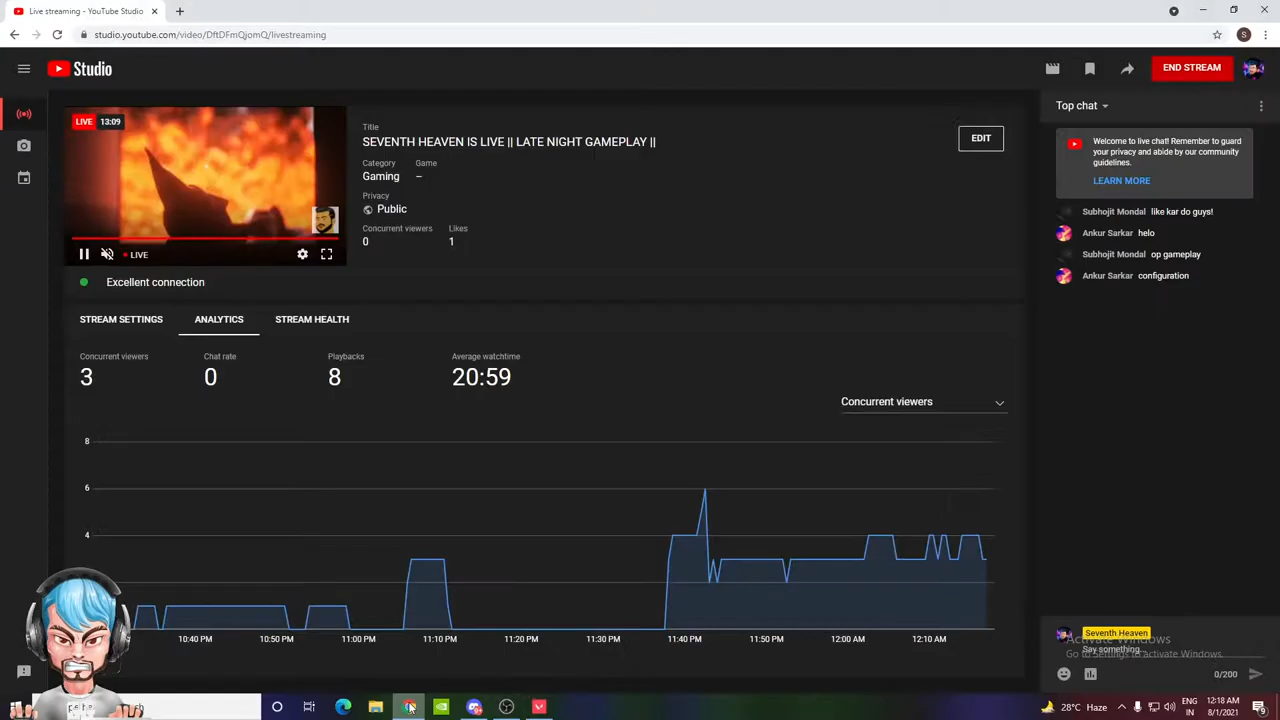 Live streaming - YouTube Studio
studio.youtube.com/video/DftDFmQjomQ/livestreaming
S
Studio
END STREAM
LIVE 13:09
LIVE
Title
SEVENTH HEAVEN IS LIVE || LATE NIGHT GAMEPLAY ||
Category Game
Gaming –
Privacy
Public
Concurrent viewers Likes
0 1
EDIT
Excellent connection
STREAM SETTINGS ANALYTICS STREAM HEALTH
Concurrent viewers Chat rate Playbacks Average watchtime
3 0 8 20:59
Concurrent viewers
8
6
4
10:40 PM 10:50 PM 11:00 PM 11:10 PM 11:20 PM 11:30 PM 11:40 PM 11:50 PM 12:00 AM 12:10 AM
Top chat
Welcome to live chat! Remember to guard
your privacy and abide by our community
guidelines.
LEARN MORE
Subhojit Mondal like kar do guys!
Ankur Sarkar helo
Subhojit Mondal op gameplay
Ankur Sarkar configuration
Seventh Heaven
Say something...
Activate Windows
Go to Settings to activate Windows.
0/200
28°C Haze
ENG
IN
12:18 AM
8/1/2021